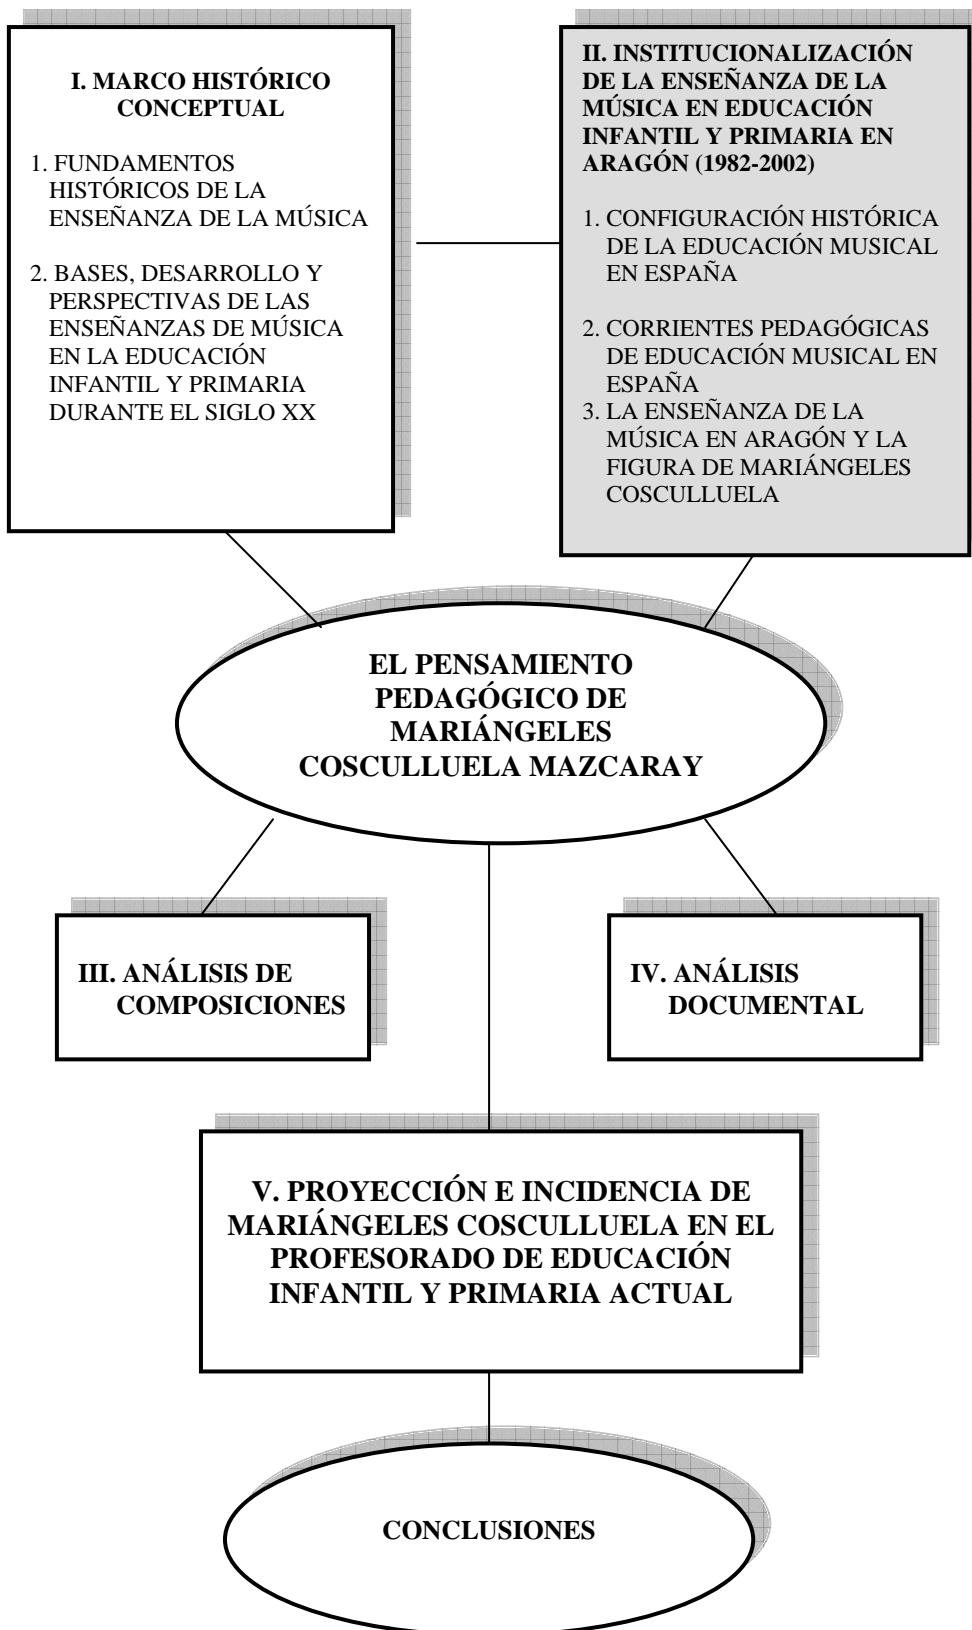 I. MARCO HISTÓRICO
CONCEPTUAL
1. FUNDAMENTOS
HISTÓRICOS DE LA
ENSEÑANZA DE LA MÚSICA
2. BASES, DESARROLLO Y
PERSPECTIVAS DE LAS
ENSEÑANZAS DE MÚSICA
EN LA EDUCACIÓN
INFANTIL Y PRIMARIA
DURANTE EL SIGLO XX
II. INSTITUCIONALIZACIÓN
DE LA ENSEÑANZA DE LA
MÚSICA EN EDUCACIÓN
INFANTIL Y PRIMARIA EN
ARAGÓN (1982-2002)
1. CONFIGURACIÓN HISTÓRICA
DE LA EDUCACIÓN MUSICAL
EN ESPAÑA
2. CORRIENTES PEDAGÓGICAS
DE EDUCACIÓN MUSICAL EN
ESPAÑA
3. LA ENSEÑANZA DE LA
MÚSICA EN ARAGÓN Y LA
FIGURA DE MARIÁNGELES
COSCULLUELA
EL PENSAMIENTO
PEDAGÓGICO DE
MARIÁNGELES
COSCULLUELA MAZCARAY
III. ANÁLISIS DE
COMPOSICIONES
IV. ANÁLISIS
DOCUMENTAL
V. PROYECCIÓN E INCIDENCIA DE
MARIÁNGELES COSCULLUELA EN EL
PROFESORADO DE EDUCACIÓN
INFANTIL Y PRIMARIA ACTUAL
CONCLUSIONES